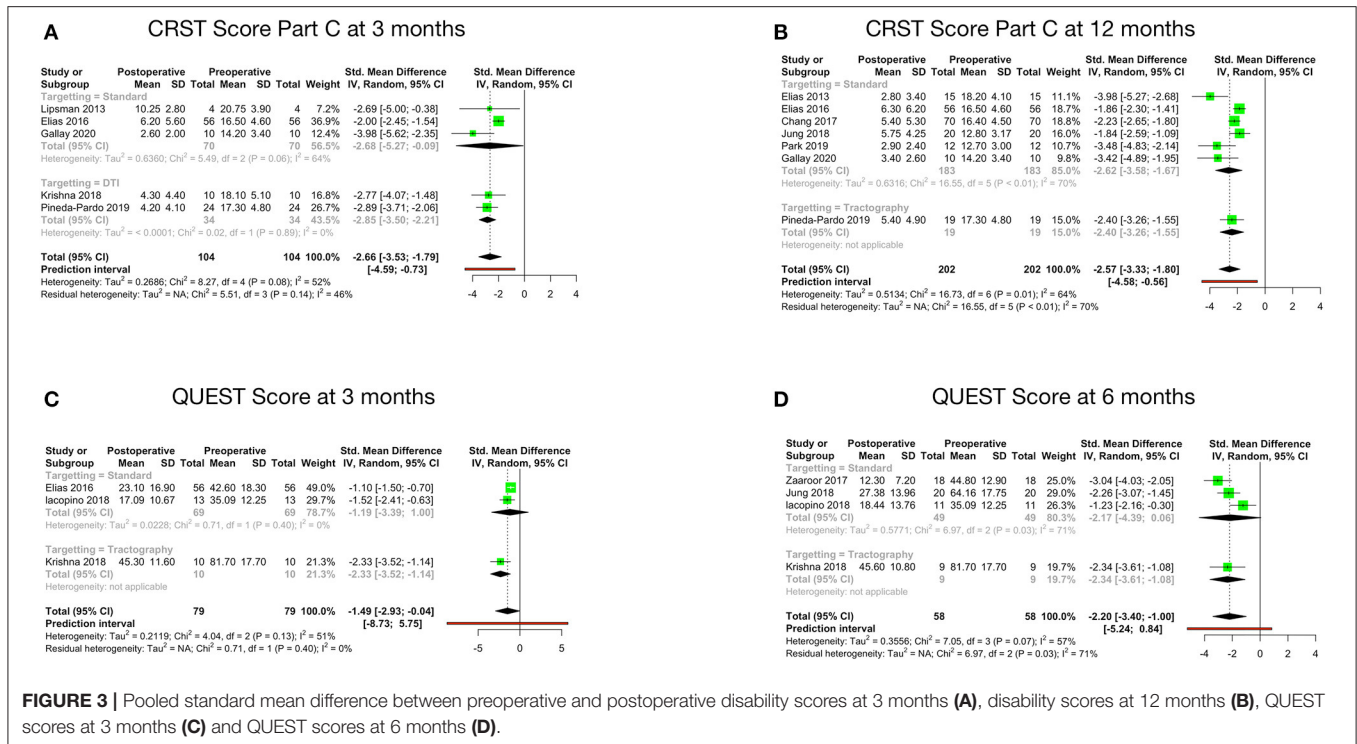 A CRST Score Part C at 3 months
Study or Postoperative Preoperative Std. Mean Difference Std. Mean Difference
Subgroup Mean SD Total Mean SD Total Weight IV, Random, 95% CI IV, Random, 95% CI
Targetting = Standard
Lipsman 2013 10.25 2.80 4 20.75 3.90 4 7.2% -2.69 [-5.00; -0.38]
Elias 2016 6.20 5.60 56 16.50 4.60 56 36.9% -2.00 [-2.45; -1.54]
Gallay 2020 2.60 2.00 10 14.20 3.40 10 12.4% -3.98 [-5.62; -2.35]
Total (95% CI) 70 70 56.5% -2.68 [-5.27; -0.09]
Heterogeneity: Tau² = 0.6360; Chi² = 5.49, df = 2 (P = 0.06); I² = 64%
Targetting = DTI
Krishna 2018 4.30 4.40 10 18.10 5.10 10 16.8% -2.77 [-4.07; -1.48]
Pineda-Pardo 2019 4.20 4.10 24 17.30 4.80 24 26.7% -2.89 [-3.71; -2.06]
Total (95% CI) 34 34 43.5% -2.85 [-3.50; -2.21]
Heterogeneity: Tau² = < 0.0001; Chi² = 0.02, df = 1 (P = 0.89); I² = 0%
Total (95% CI) 104 104 100.0% -2.66 [-3.53; -1.79]
Prediction interval [-4.59; -0.73]
Heterogeneity: Tau² = 0.2686; Chi² = 8.27, df = 4 (P = 0.08); I² = 52%
Residual heterogeneity: Tau² = NA; Chi² = 5.51, df = 3 (P = 0.14); I² = 46%
-4 -2 0 2 4
B CRST Score Part C at 12 months
Study or Postoperative Preoperative Std. Mean Difference Std. Mean Difference
Subgroup Mean SD Total Mean SD Total Weight IV, Random, 95% CI IV, Random, 95% CI
Targetting = Standard
Elias 2013 2.80 3.40 15 18.20 4.10 15 11.1% -3.98 [-5.27; -2.68]
Elias 2016 6.30 6.20 56 16.50 4.60 56 18.7% -1.86 [-2.30; -1.41]
Chang 2017 5.40 5.30 70 16.40 4.50 70 19.0% -2.23 [-2.65; -1.80]
Jung 2018 5.75 4.25 20 12.80 3.17 20 16.0% -1.84 [-2.59; -1.09]
Park 2019 2.90 2.40 12 12.70 3.00 12 10.7% -3.48 [-4.83; -2.14]
Gallay 2020 3.40 2.60 10 14.20 3.40 10 9.8% -3.42 [-4.89; -1.95]
Total (95% CI) 183 183 85.0% -2.62 [-3.58; -1.67]
Heterogeneity: Tau² = 0.6316; Chi² = 16.55, df = 5 (P < 0.01); I² = 70%
Targetting = Tractography
Pineda-Pardo 2019 5.40 4.90 19 17.30 4.80 19 15.0% -2.40 [-3.26; -1.55]
Total (95% CI) 19 19 15.0% -2.40 [-3.26; -1.55]
Heterogeneity: not applicable
Total (95% CI) 202 202 100.0% -2.57 [-3.33; -1.80]
Prediction interval [-4.58; -0.56]
Heterogeneity: Tau² = 0.5134; Chi² = 16.73, df = 6 (P = 0.01); I² = 64%
Residual heterogeneity: Tau² = NA; Chi² = 16.55, df = 5 (P < 0.01); I² = 70%
-4 -2 0 2 4
C QUEST Score at 3 months
Study or Postoperative Preoperative Std. Mean Difference Std. Mean Difference
Subgroup Mean SD Total Mean SD Total Weight IV, Random, 95% CI IV, Random, 95% CI
Targetting = Standard
Elias 2016 23.10 16.90 56 42.60 18.30 56 49.0% -1.10 [-1.50; -0.70]
Iacopino 2018 17.09 10.67 13 35.09 12.25 13 29.7% -1.52 [-2.41; -0.63]
Total (95% CI) 69 69 78.7% -1.19 [-3.39; 1.00]
Heterogeneity: Tau² = 0.0228; Chi² = 0.71, df = 1 (P = 0.40); I² = 0%
Targetting = Tractography
Krishna 2018 45.30 11.60 10 81.70 17.70 10 21.3% -2.33 [-3.52; -1.14]
Total (95% CI) 10 10 21.3% -2.33 [-3.52; -1.14]
Heterogeneity: not applicable
Total (95% CI) 79 79 100.0% -1.49 [-2.93; -0.04]
Prediction interval [-8.73; 5.75]
Heterogeneity: Tau² = 0.2119; Chi² = 4.04, df = 2 (P = 0.13); I² = 51%
Residual heterogeneity: Tau² = NA; Chi² = 0.71, df = 1 (P = 0.40); I² = 0%
-5 0 5
D QUEST Score at 6 months
Study or Postoperative Preoperative Std. Mean Difference Std. Mean Difference
Subgroup Mean SD Total Mean SD Total Weight IV, Random, 95% CI IV, Random, 95% CI
Targetting = Standard
Zaaroor 2017 12.30 7.20 18 44.80 12.90 18 25.0% -3.04 [-4.03; -2.05]
Jung 2018 27.38 13.96 20 64.16 17.75 20 29.0% -2.26 [-3.07; -1.45]
Iacopino 2018 18.44 13.76 11 35.09 12.25 11 26.3% -1.23 [-2.16; -0.30]
Total (95% CI) 49 49 80.3% -2.17 [-4.39; 0.06]
Heterogeneity: Tau² = 0.5771; Chi² = 6.97, df = 2 (P = 0.03); I² = 71%
Targetting = Tractography
Krishna 2018 45.60 10.80 9 81.70 17.70 9 19.7% -2.34 [-3.61; -1.08]
Total (95% CI) 9 9 19.7% -2.34 [-3.61; -1.08]
Heterogeneity: not applicable
Total (95% CI) 58 58 100.0% -2.20 [-3.40; -1.00]
Prediction interval [-5.24; 0.84]
Heterogeneity: Tau² = 0.3556; Chi² = 7.05, df = 3 (P = 0.07); I² = 57%
Residual heterogeneity: Tau² = NA; Chi² = 6.97, df = 2 (P = 0.03); I² = 71%
-4 -2 0 2 4
FIGURE 3 | Pooled standard mean difference between preoperative and postoperative disability scores at 3 months (A), disability scores at 12 months (B), QUEST
scores at 3 months (C) and QUEST scores at 6 months (D).